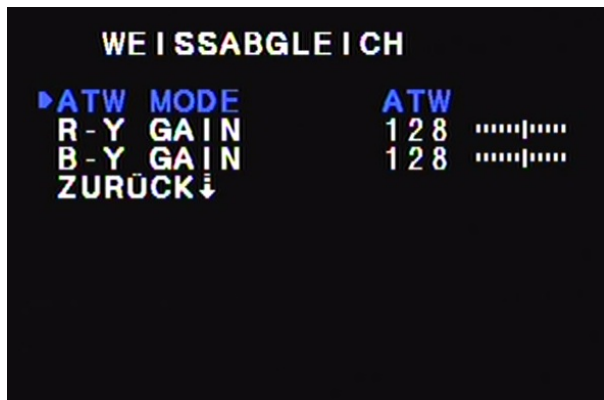 WEISSABGLEICH
ATW MODE ATW
R-Y GAIN 128
B-Y GAIN 128
ZURÜCK